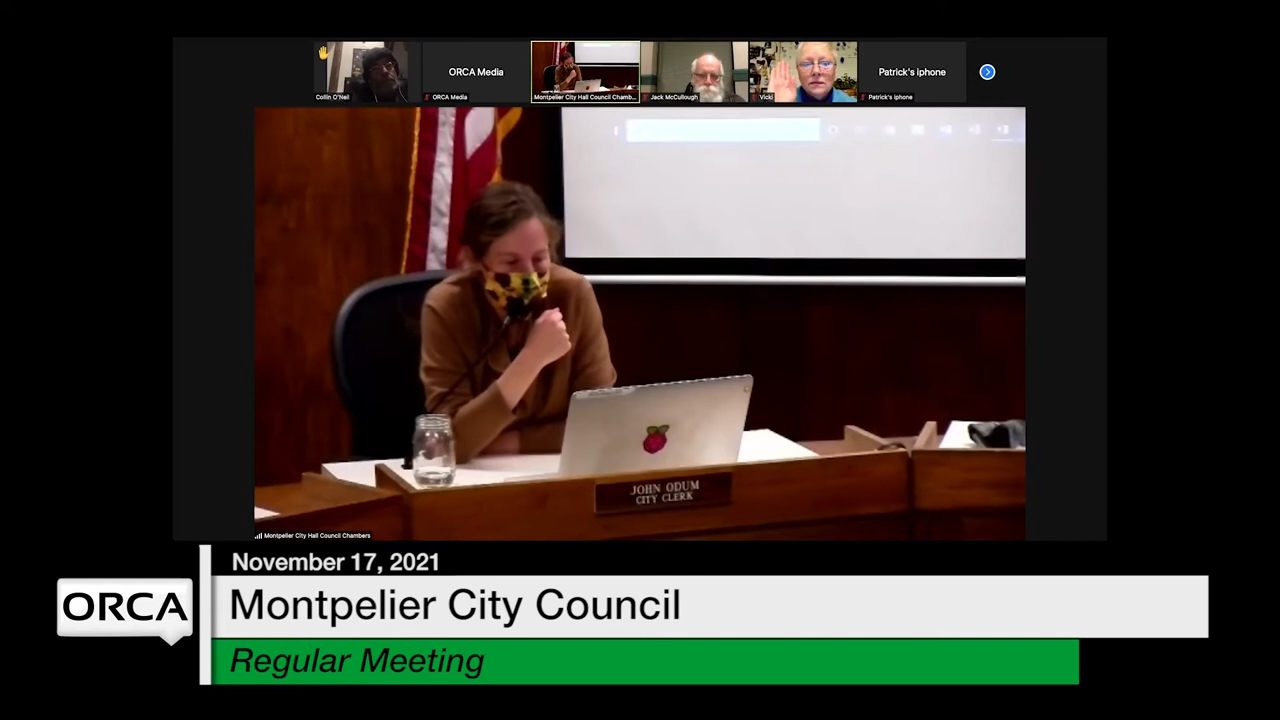 ORCA Media
Patrick's iphone
Collin O'Neil
ORCA Media
Montpelier City Hall Council Chamb...
Jack McCullough
Vicki
Patrick's iphone
JOHN ODUM
CITY CLERK
Montpelier City Hall Council Chambers
November 17, 2021
ORCA
Montpelier City Council
Regular Meeting